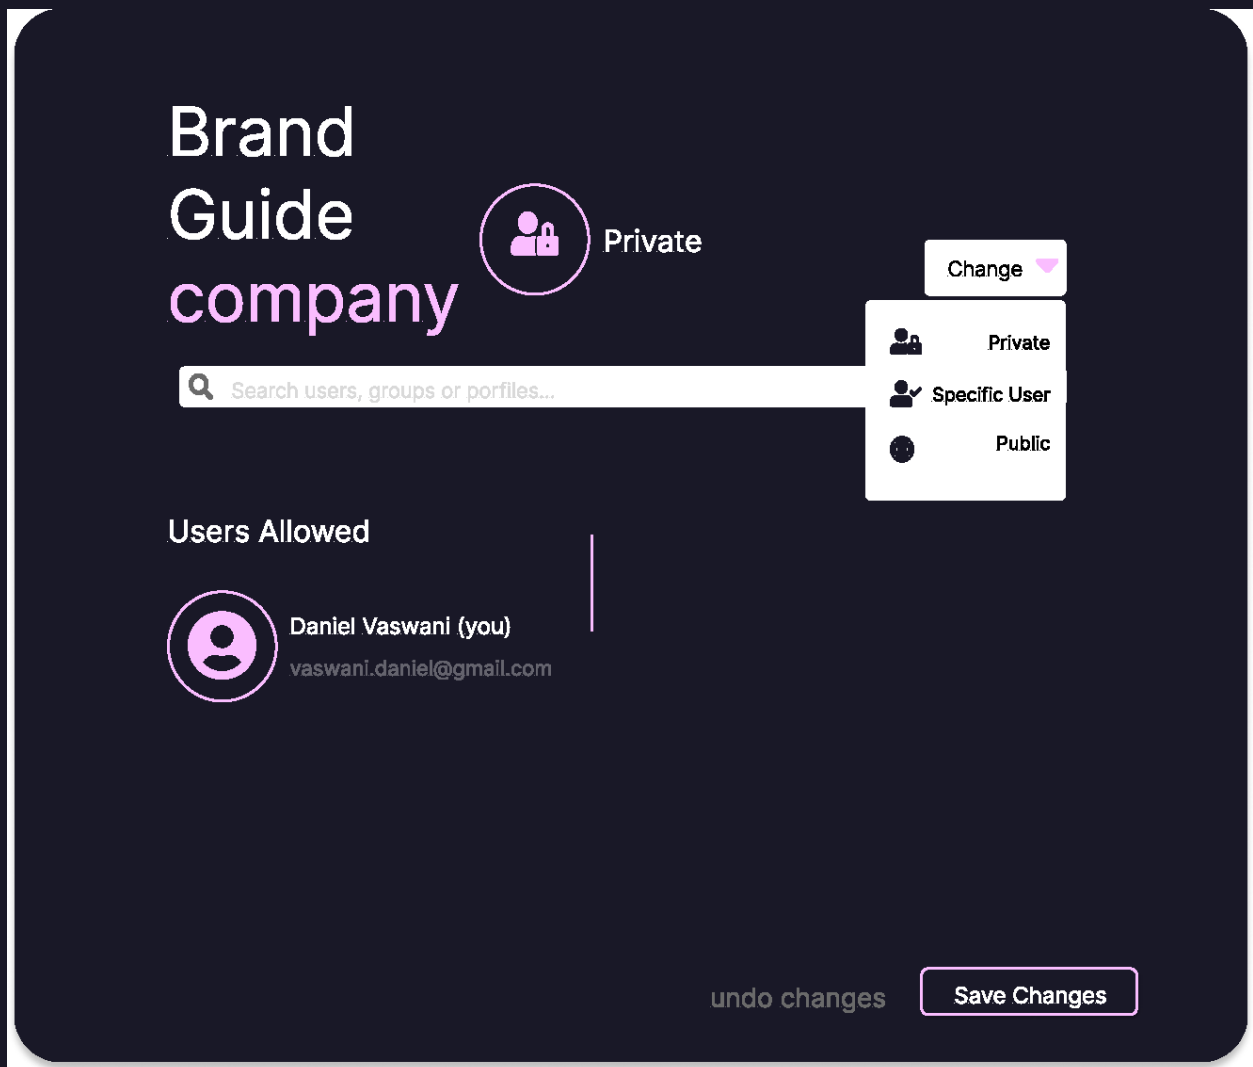 Brand
Guide
company
Private
Change
Private
Search users, groups or porfiles...
Specific User
Public
Users Allowed
Daniel Vaswani (you)
vaswani.daniel@gmail.com
undo changes
Save Changes